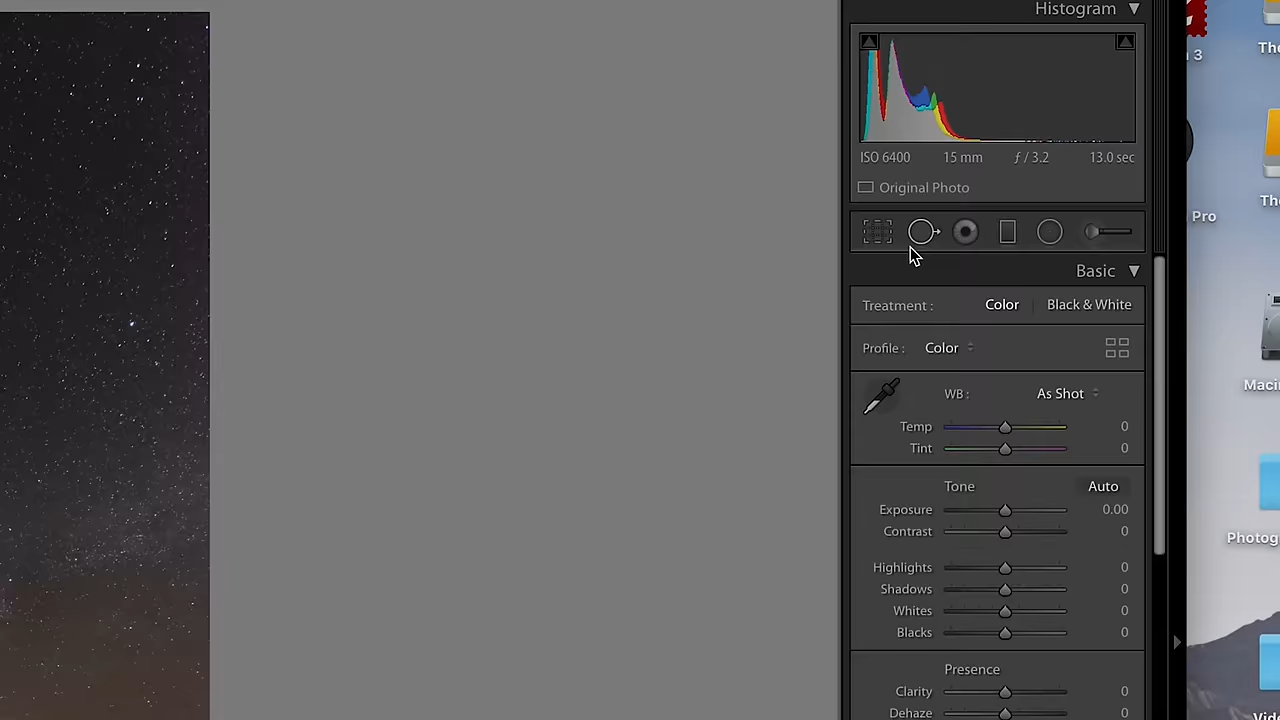 Histogram
ISO 6400 15 mm ƒ / 3.2 13.0 sec
Original Photo
Basic
Treatment : Color Black & White
Profile : Color
WB : As Shot
Temp 0
Tint 0
Tone Auto
Exposure 0.00
Contrast 0
Highlights 0
Shadows 0
Whites 0
Blacks 0
Presence
Clarity 0
Dehaze 0
3
The
Pro
The
Maci
Photog
Vide